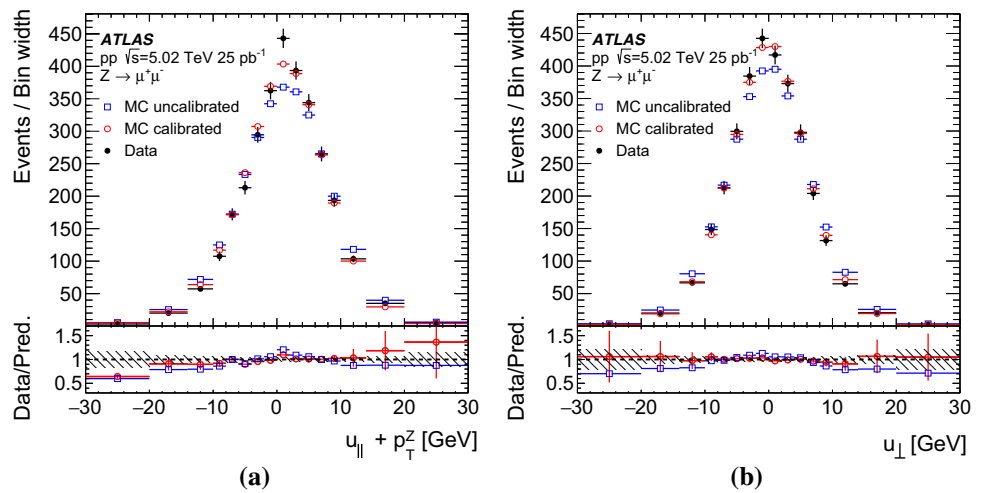 Events / Bin width
450
400
350
300
250
200
150
100
50
ATLAS
pp √s=5.02 TeV 25 pb⁻¹
Z → μ⁺μ⁻
MC uncalibrated
MC calibrated
Data
Data/Pred.
1.5
1
0.5
−30 −20 −10 0 10 20 30
u|| + p_T^Z [GeV]
(a)
Events / Bin width
450
400
350
300
250
200
150
100
50
ATLAS
pp √s=5.02 TeV 25 pb⁻¹
Z → μ⁺μ⁻
MC uncalibrated
MC calibrated
Data
Data/Pred.
1.5
1
0.5
−30 −20 −10 0 10 20 30
u⊥ [GeV]
(b)